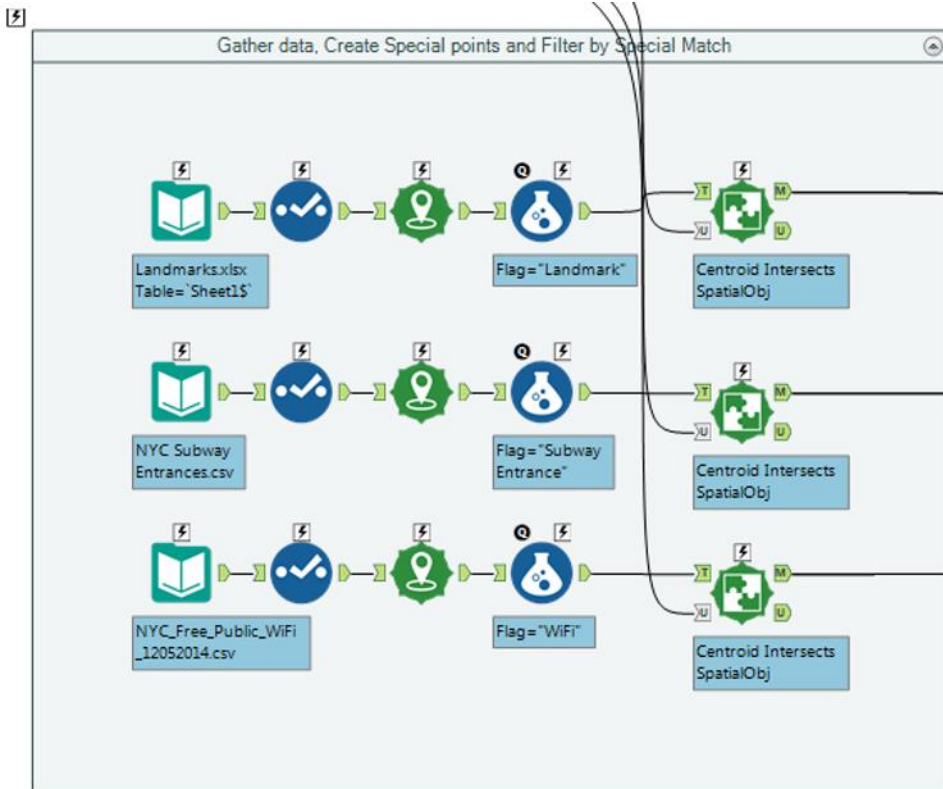 Gather data, Create Special points and Filter by Special Match
Q
T
M
U
U
Landmarks.xlsx
Table=`Sheet1$`
Flag="Landmark"
Centroid Intersects
SpatialObj
Q
T
M
U
U
NYC Subway
Entrances.csv
Flag="Subway
Entrance"
Centroid Intersects
SpatialObj
Q
T
M
U
U
NYC_Free_Public_WiFi
_12052014.csv
Flag="WiFi"
Centroid Intersects
SpatialObj